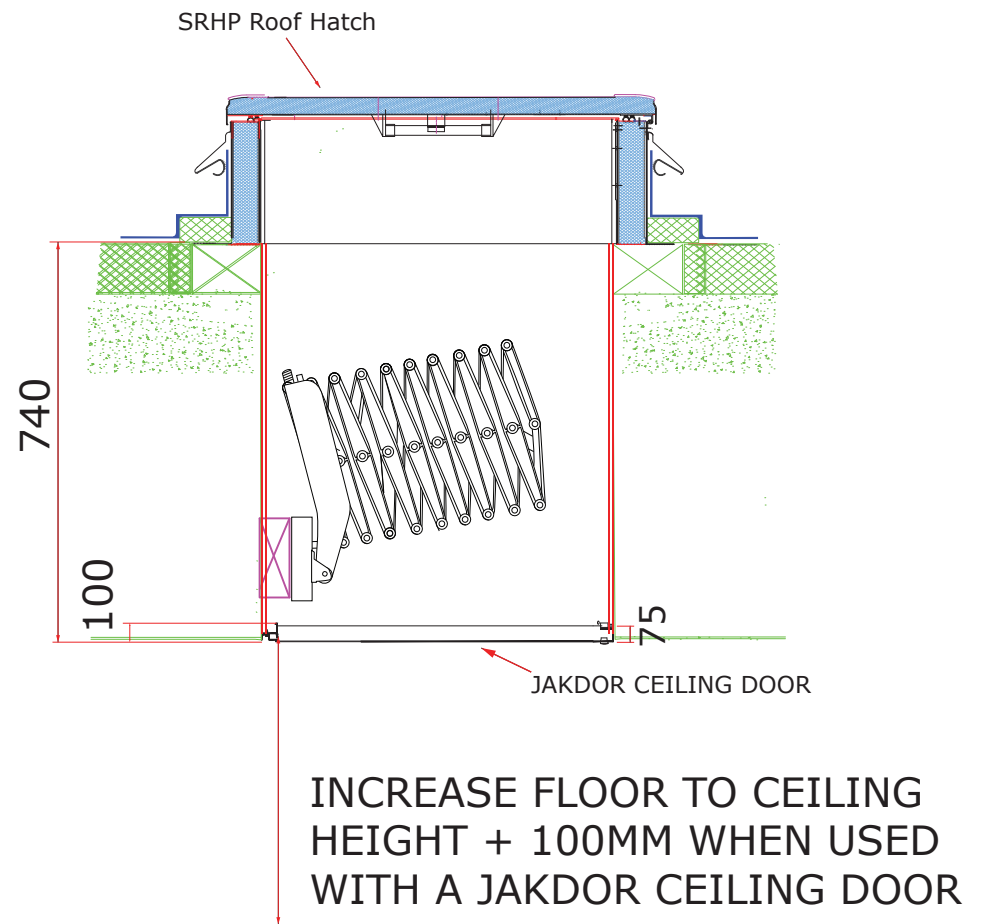 SRHP Roof Hatch
740
100
75
JAKDOR CEILING DOOR
INCREASE FLOOR TO CEILING
HEIGHT + 100MM WHEN USED
WITH A JAKDOR CEILING DOOR